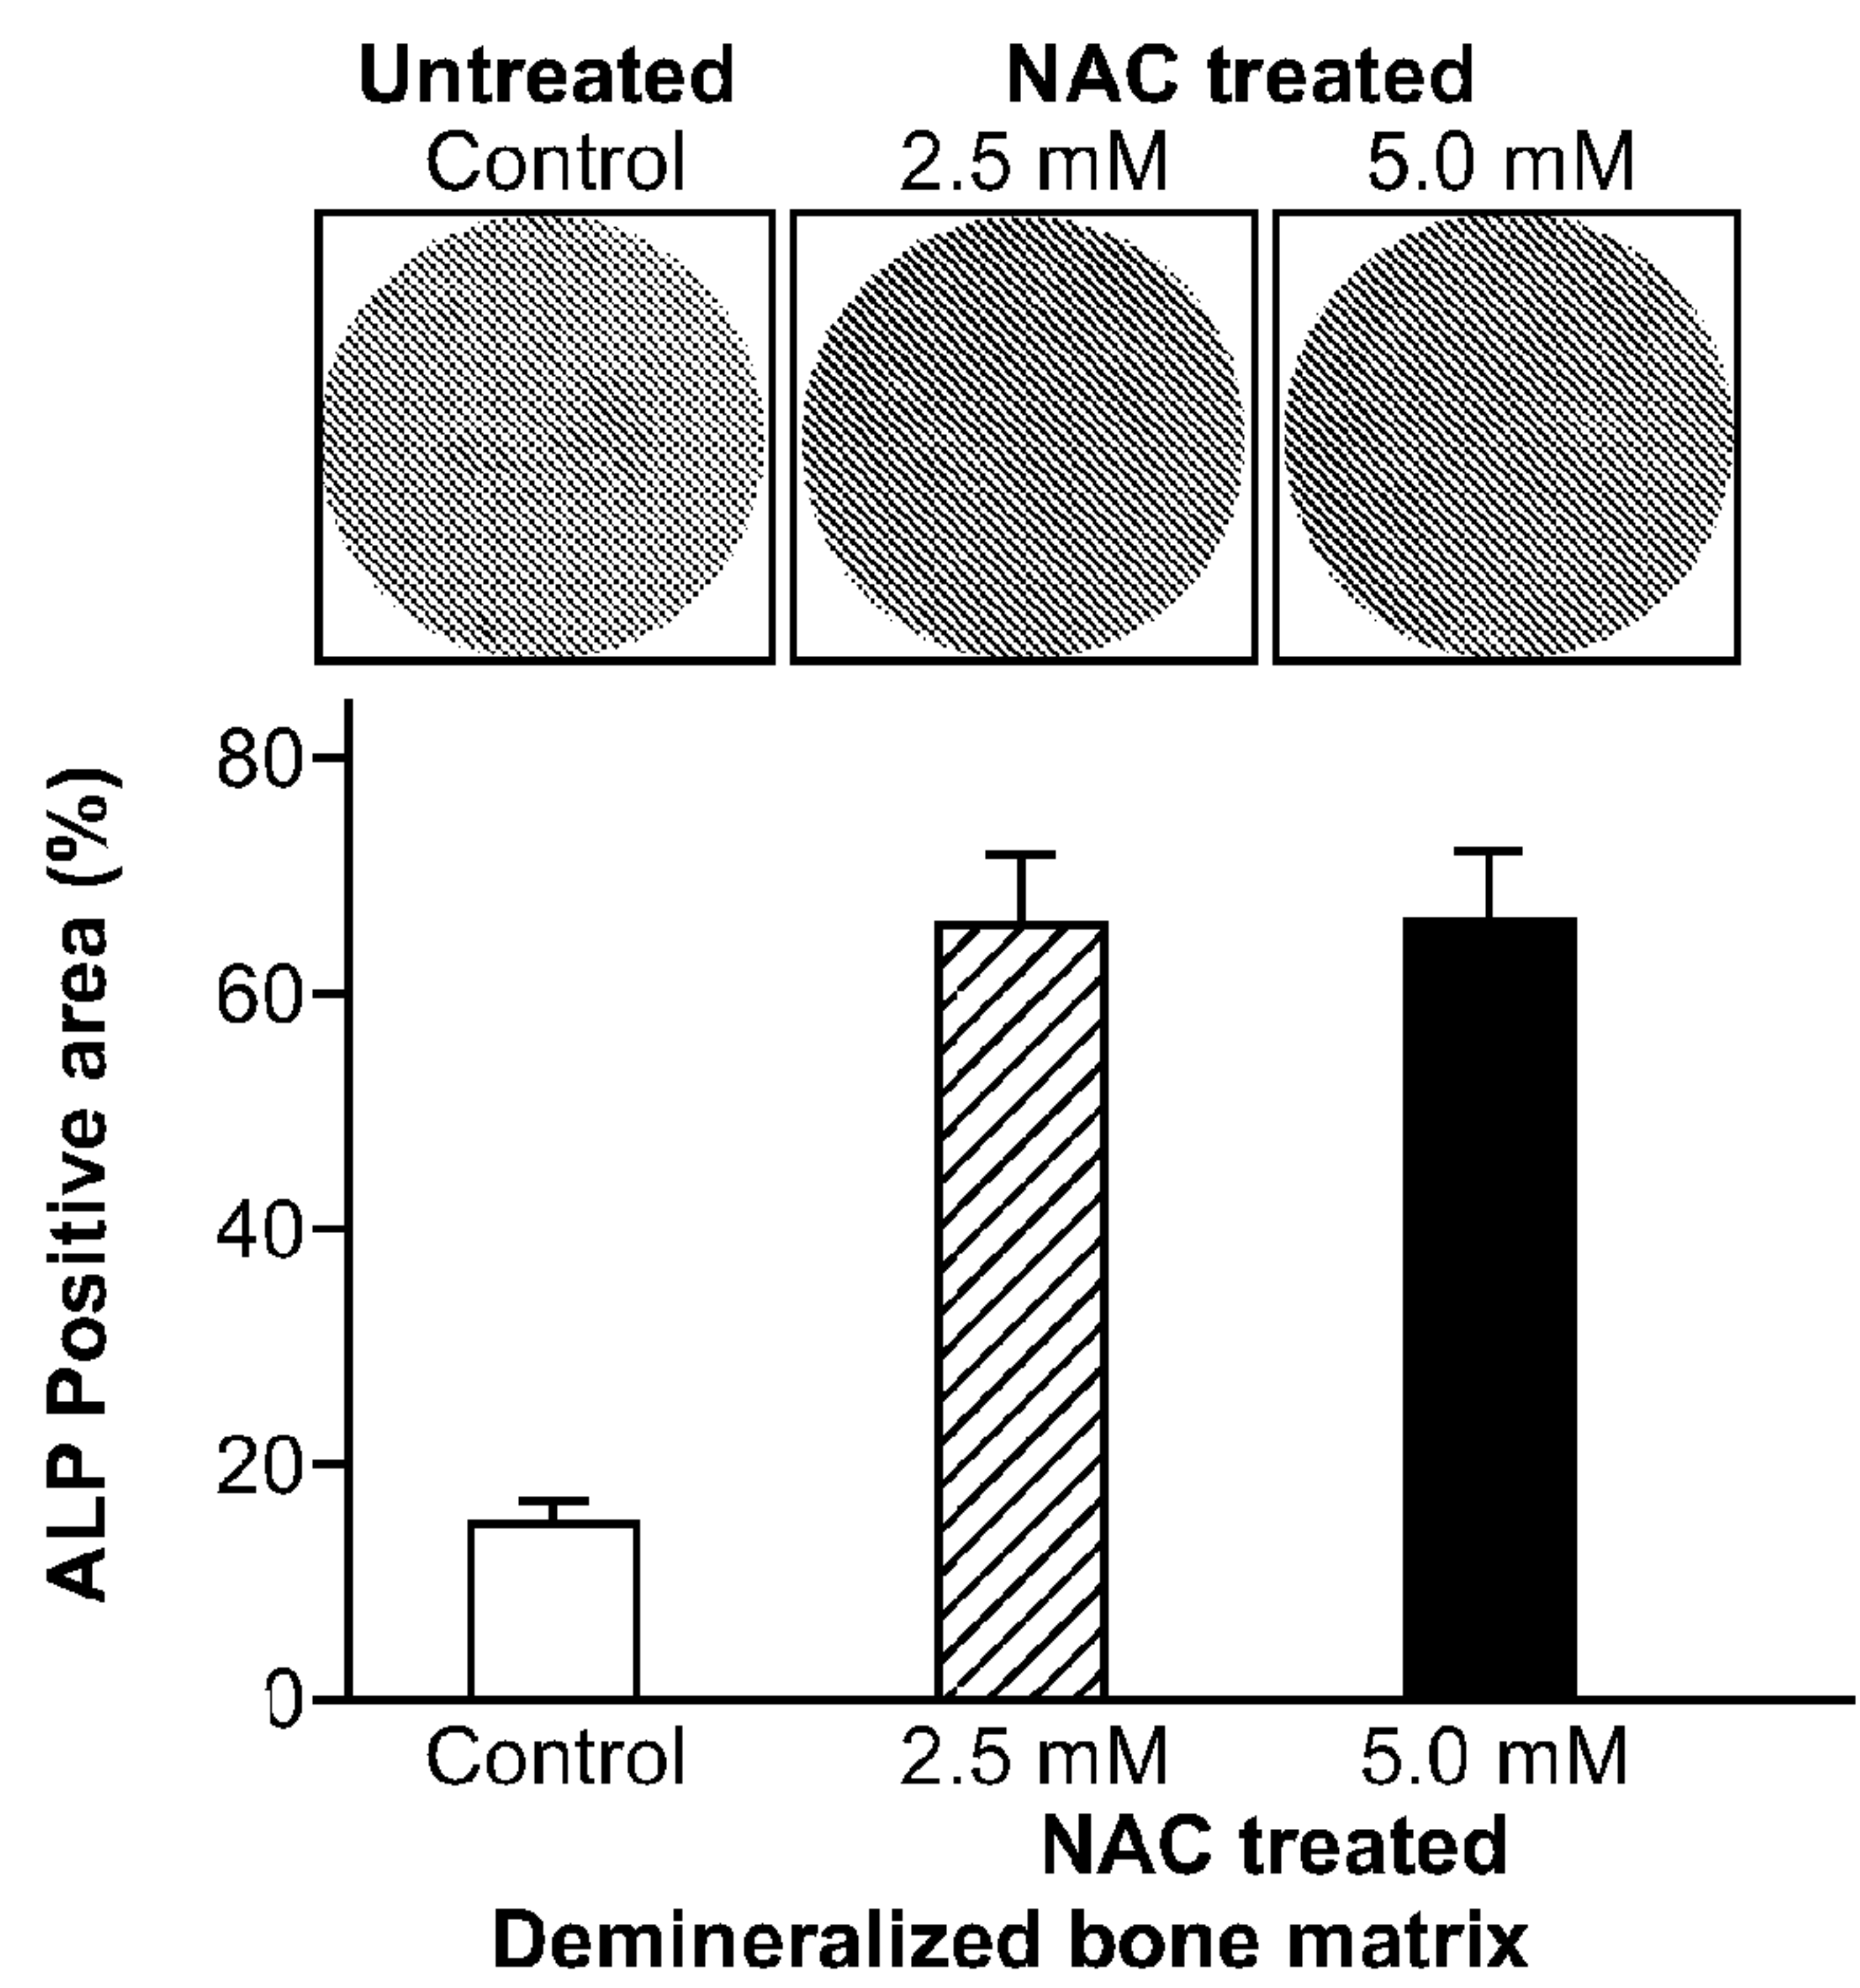 Untreated NAC treated
Control 2.5 mM 5.0 mM
ALP Positive area (%)
80
60
40
20
0
Control 2.5 mM 5.0 mM
NAC treated
Demineralized bone matrix